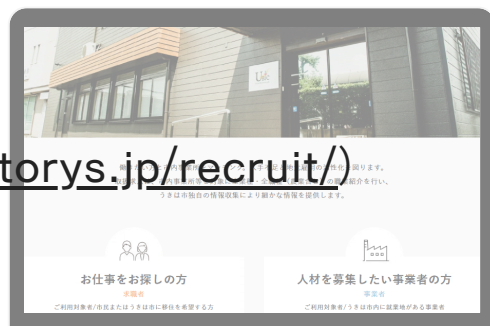 torys.jp/recruit/)
うきは市独自の情報収集により細かな情報を提供します。
お仕事をお探しの方
求職者
ご利用対象者/市民またはうきは市に移住を希望する方
人材を募集したい事業者の方
事業者
ご利用対象者/うきは市内に就業地がある事業者